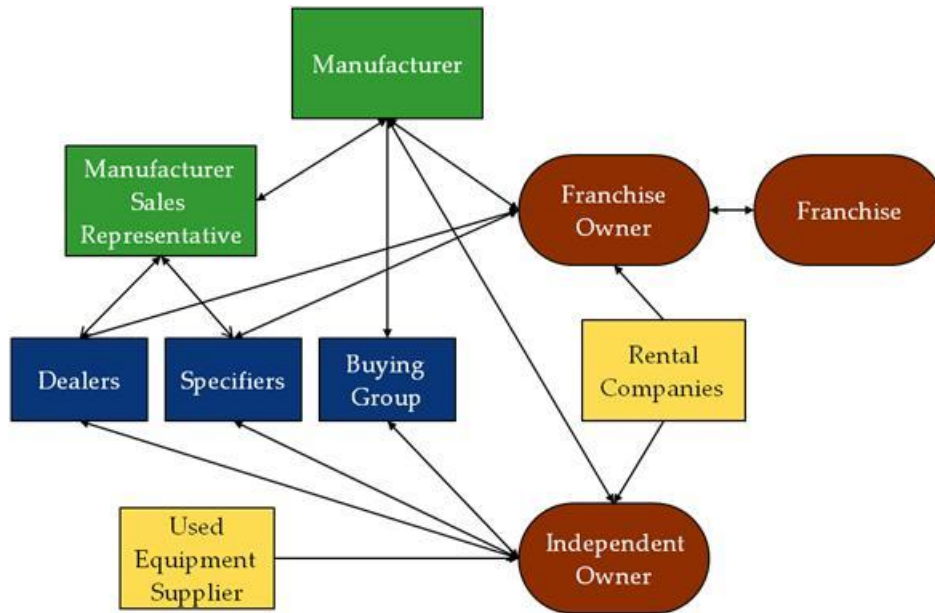 Manufacturer
Manufacturer
Sales
Representative
Franchise
Owner
Franchise
Dealers
Specifiers
Buying
Group
Rental
Companies
Used
Equipment
Supplier
Independent
Owner